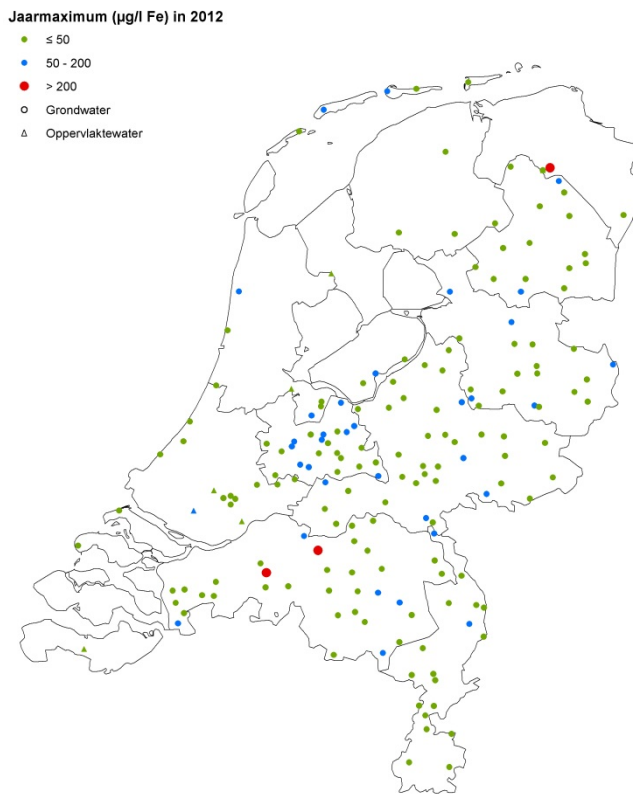 Jaarmaximum (µg/l Fe) in 2012
≤ 50
50 - 200
> 200
Grondwater
Oppervlaktewater